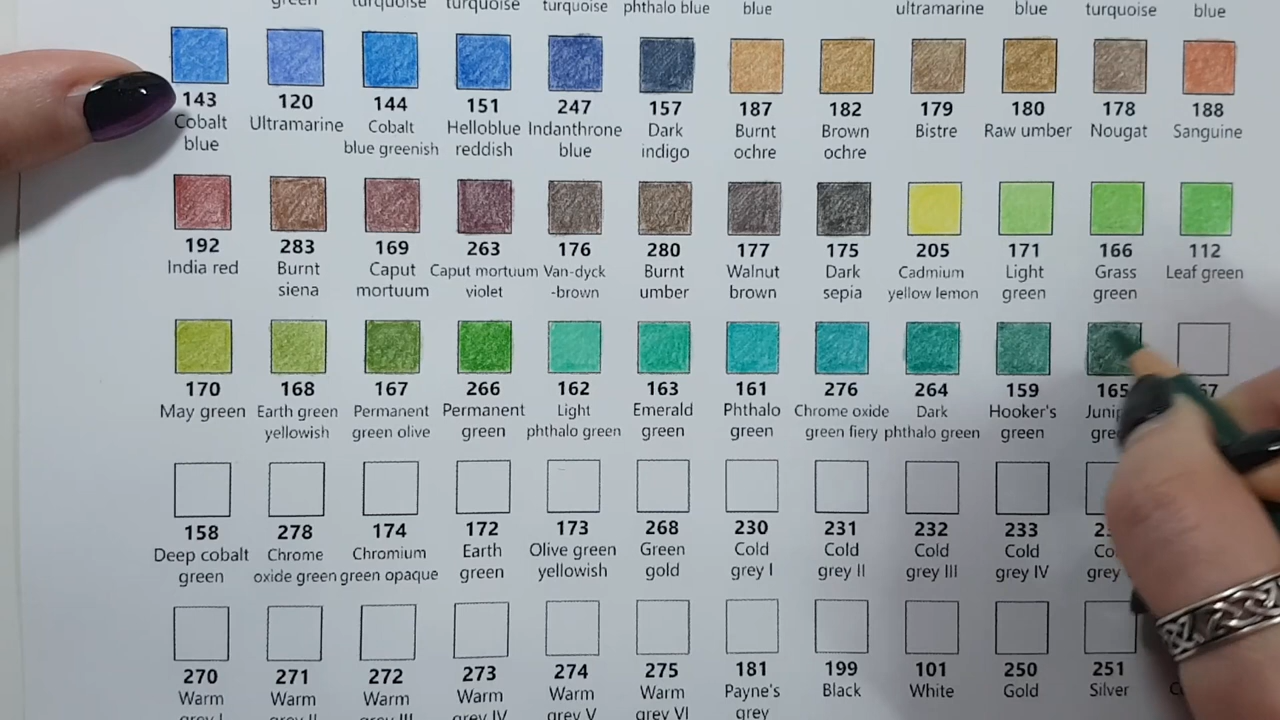 green turquoise turquoise turquoise phthalo blue blue ultramarine blue turquoise blue
143 120 144 151 247 157 187 182 179 180 178 188
Cobalt Ultramarine Cobalt Helloblue Indanthrone Dark Burnt Brown Bistre Raw umber Nougat Sanguine
blue blue greenish reddish blue indigo ochre ochre
192 283 169 263 176 280 177 175 205 171 166 112
India red Burnt Caput Caput mortuum Van-dyck Burnt Walnut Dark Cadmium Light Grass Leaf green
siena mortuum violet -brown umber brown sepia yellow lemon green green
170 168 167 266 162 163 161 276 264 159 165
May green Earth green Permanent Permanent Light Emerald Phthalo Chrome oxide Dark Hooker's
yellowish green olive green phthalo green green green green fiery phthalo green green
158 278 174 172 173 268 230 231 232 233
Deep cobalt Chrome Chromium Earth Olive green Green Cold Cold Cold Cold
green oxide green green opaque green yellowish gold grey I grey II grey III grey IV grey
270 271 272 273 274 275 181 199 101 250 251
Warm Warm Warm Warm Warm Warm Payne's Black White Gold Silver
grey I grey II grey III grey IV grey V grey VI grey